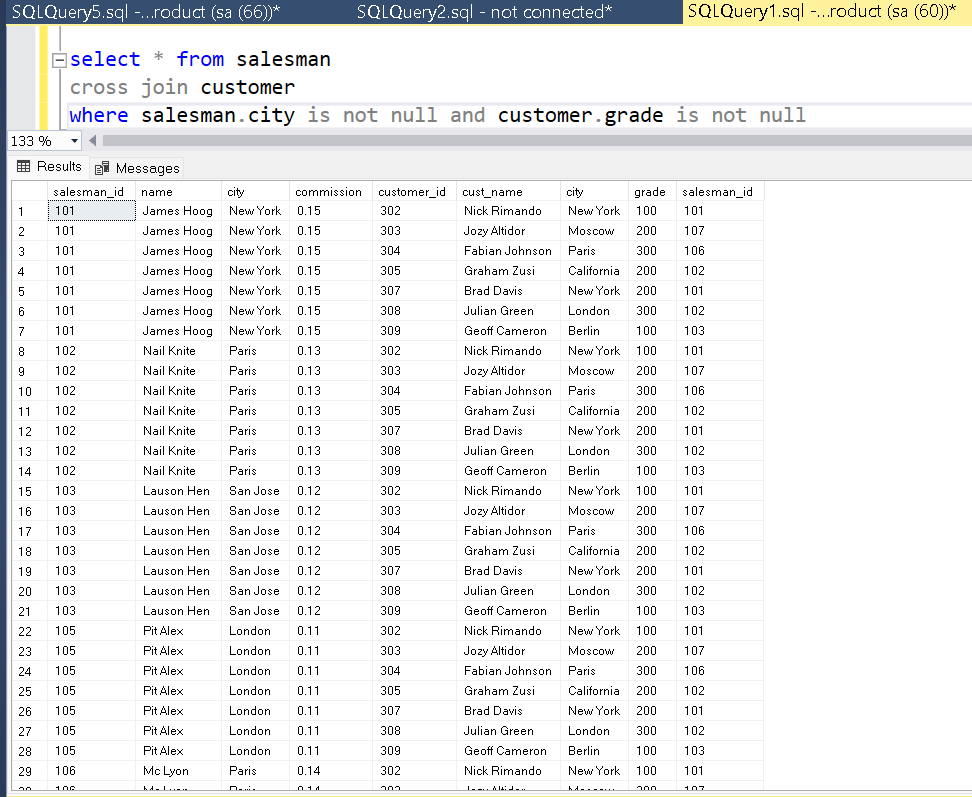 SQLQuery5.sql -...roduct (sa (66))* SQLQuery2.sql - not connected* SQLQuery1.sql -...roduct (sa (60))*
select * from salesman
cross join customer
where salesman.city is not null and customer.grade is not null
133 %
Results Messages
salesman_id name city commission customer_id cust_name city grade salesman_id
1 101 James Hoog New York 0.15 302 Nick Rimando New York 100 101
2 101 James Hoog New York 0.15 303 Jozy Altidor Moscow 200 107
3 101 James Hoog New York 0.15 304 Fabian Johnson Paris 300 106
4 101 James Hoog New York 0.15 305 Graham Zusi California 200 102
5 101 James Hoog New York 0.15 307 Brad Davis New York 200 101
6 101 James Hoog New York 0.15 308 Julian Green London 300 102
7 101 James Hoog New York 0.15 309 Geoff Cameron Berlin 100 103
8 102 Nail Knite Paris 0.13 302 Nick Rimando New York 100 101
9 102 Nail Knite Paris 0.13 303 Jozy Altidor Moscow 200 107
10 102 Nail Knite Paris 0.13 304 Fabian Johnson Paris 300 106
11 102 Nail Knite Paris 0.13 305 Graham Zusi California 200 102
12 102 Nail Knite Paris 0.13 307 Brad Davis New York 200 101
13 102 Nail Knite Paris 0.13 308 Julian Green London 300 102
14 102 Nail Knite Paris 0.13 309 Geoff Cameron Berlin 100 103
15 103 Lauson Hen San Jose 0.12 302 Nick Rimando New York 100 101
16 103 Lauson Hen San Jose 0.12 303 Jozy Altidor Moscow 200 107
17 103 Lauson Hen San Jose 0.12 304 Fabian Johnson Paris 300 106
18 103 Lauson Hen San Jose 0.12 305 Graham Zusi California 200 102
19 103 Lauson Hen San Jose 0.12 307 Brad Davis New York 200 101
20 103 Lauson Hen San Jose 0.12 308 Julian Green London 300 102
21 103 Lauson Hen San Jose 0.12 309 Geoff Cameron Berlin 100 103
22 105 Pit Alex London 0.11 302 Nick Rimando New York 100 101
23 105 Pit Alex London 0.11 303 Jozy Altidor Moscow 200 107
24 105 Pit Alex London 0.11 304 Fabian Johnson Paris 300 106
25 105 Pit Alex London 0.11 305 Graham Zusi California 200 102
26 105 Pit Alex London 0.11 307 Brad Davis New York 200 101
27 105 Pit Alex London 0.11 308 Julian Green London 300 102
28 105 Pit Alex London 0.11 309 Geoff Cameron Berlin 100 103
29 106 Mc Lyon Paris 0.14 302 Nick Rimando New York 100 101